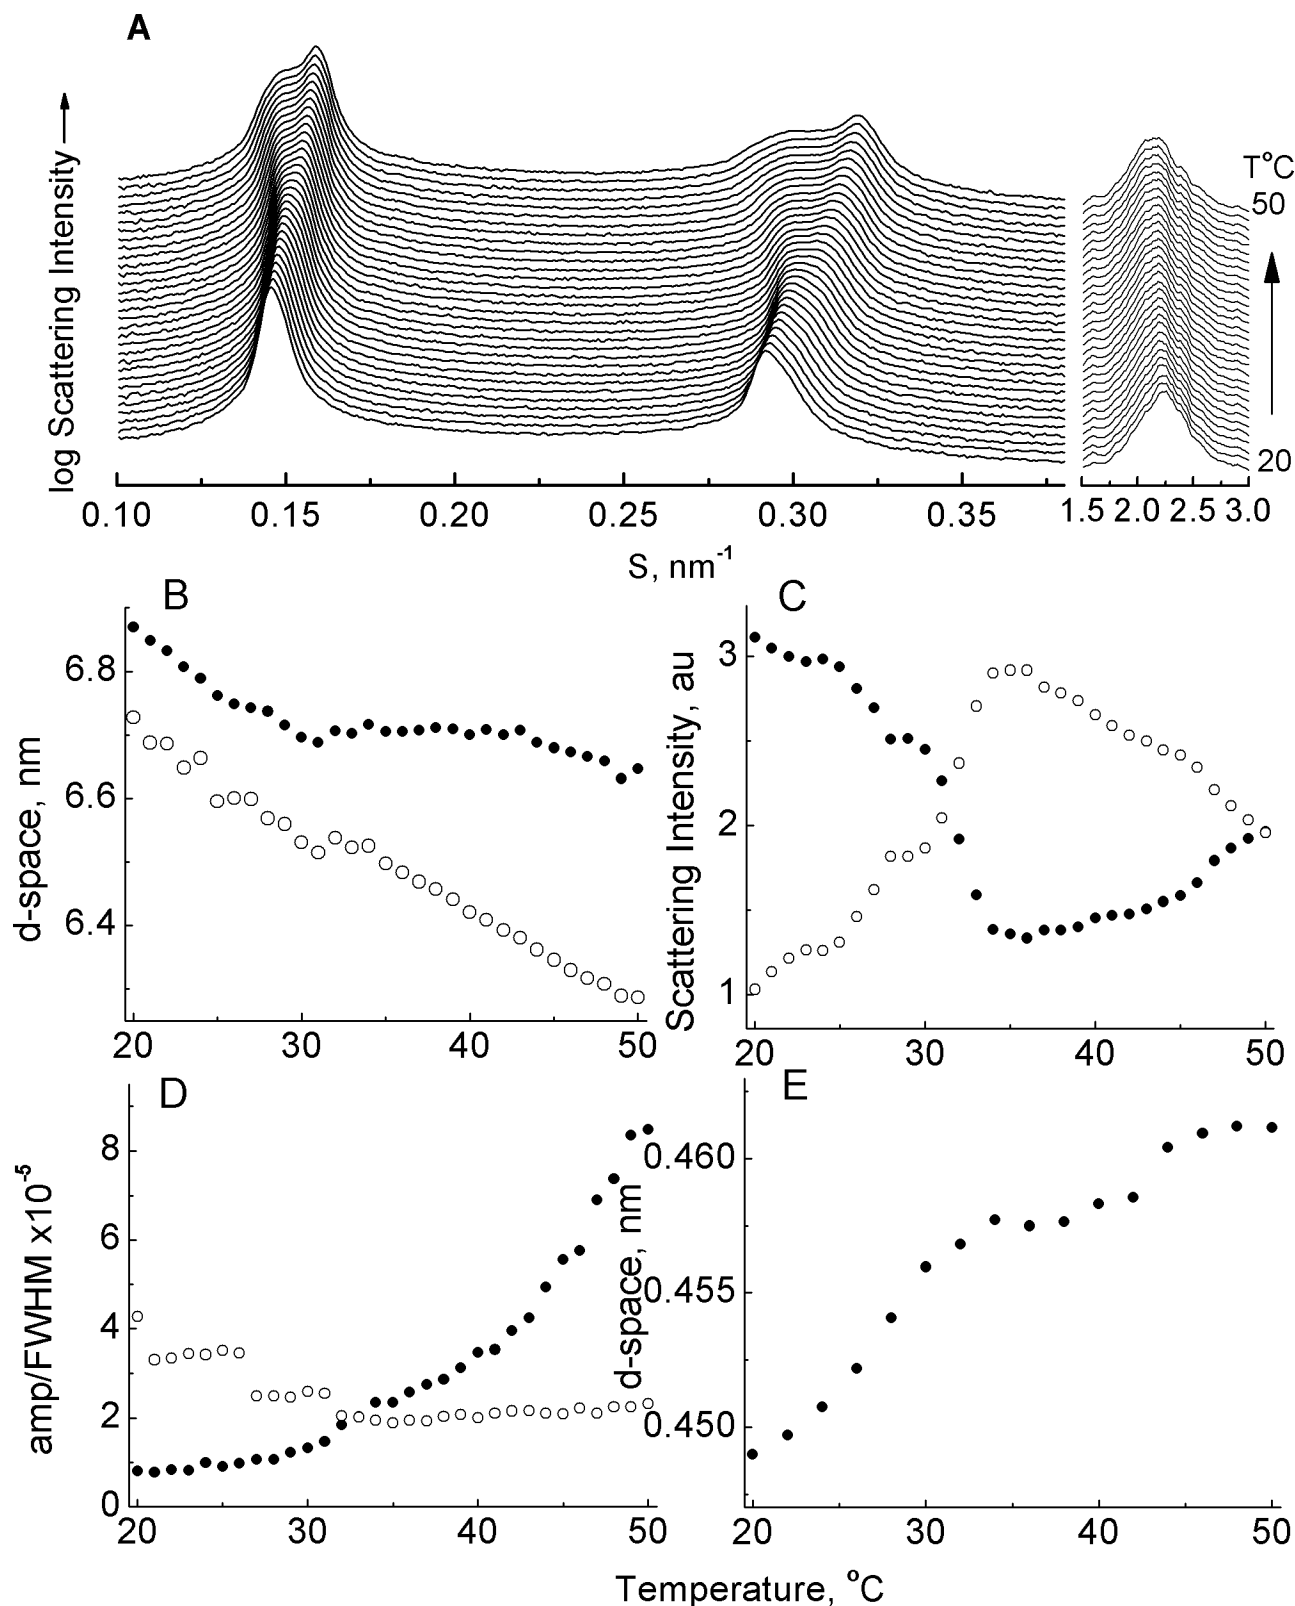 A
log Scattering Intensity
T°C
50
20
0.10 0.15 0.20 0.25 0.30 0.35 1.5 2.0 2.5 3.0
S, nm⁻¹
B
d-space, nm
6.8
6.6
6.4
20 30 40 50
C
Scattering Intensity, au
3
2
1
20 30 40 50
D
amp/FWHM x10⁻⁵
8
6
4
2
0
20 30 40 50
E
d-space, nm
0.460
0.455
0.450
20 30 40 50
Temperature, °C